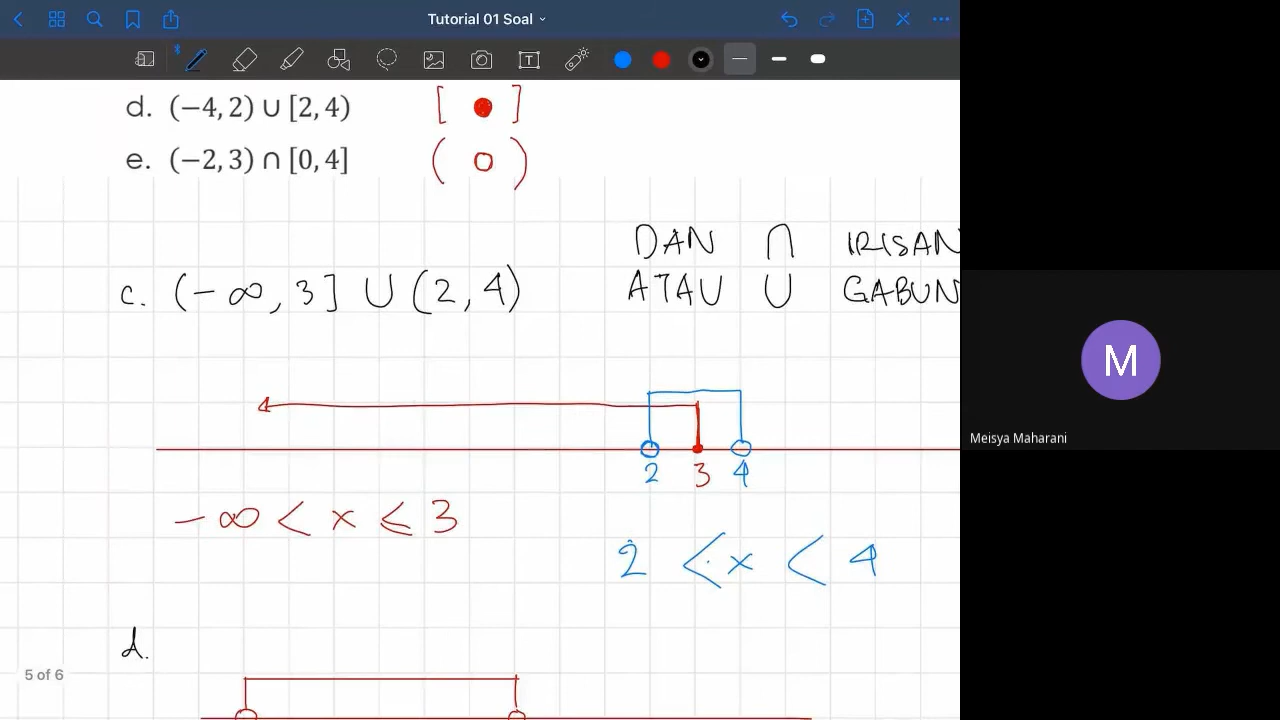 Tutorial 01 Soal
T
d. (−4, 2) ∪ [2, 4) [ ]
e. (−2, 3) ∩ [0, 4] ( )
DAN ∩ IRISAN
c. (-∞, 3] ∪ (2, 4) ATAU ∪ GABUN
2 3 4
-∞ < x ≤ 3
2 < x < 4
d.
5 of 6
M
Meisya Maharani